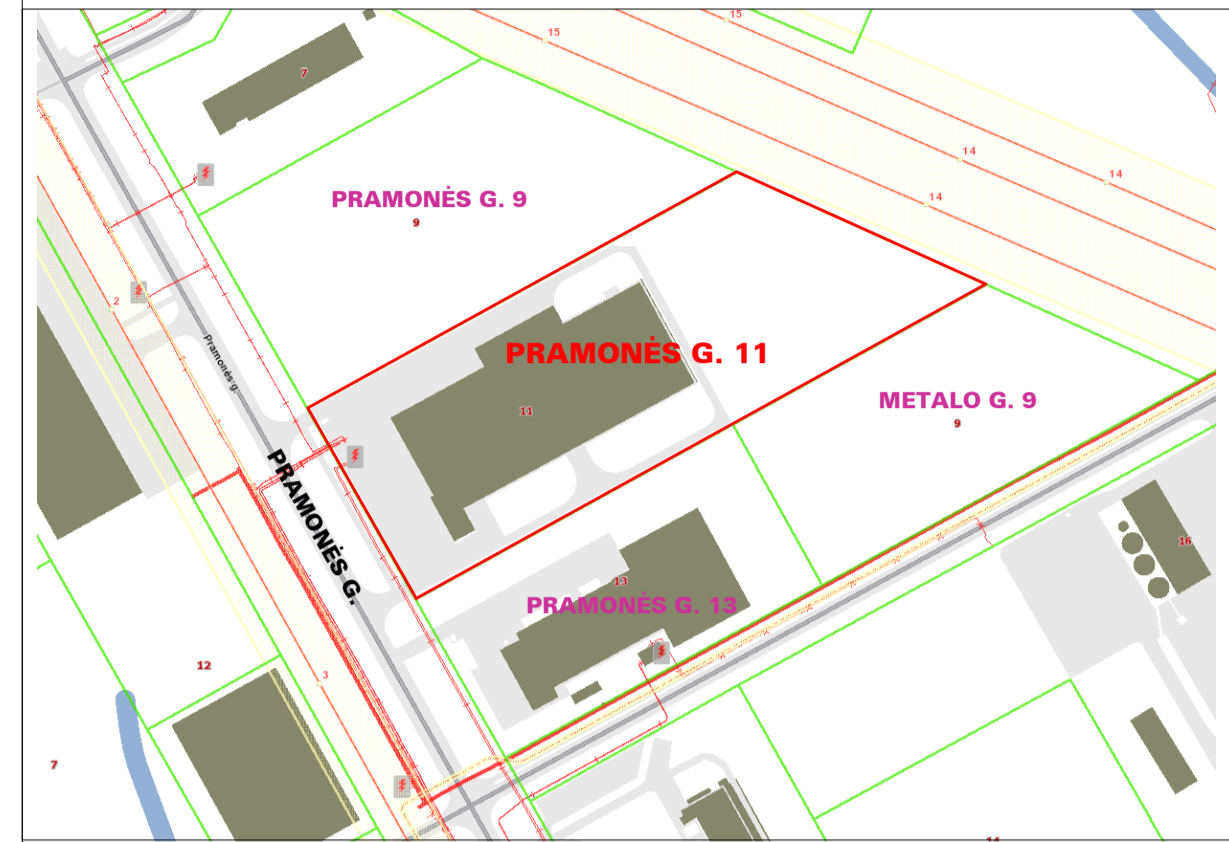 15
15
7
14
14
14
PRAMONĖS G. 9
9
2
Pramonės g.
PRAMONĖS G. 11
11
METALO G. 9
9
PRAMONĖS G.
16
13
PRAMONĖS G. 13
12
3
7